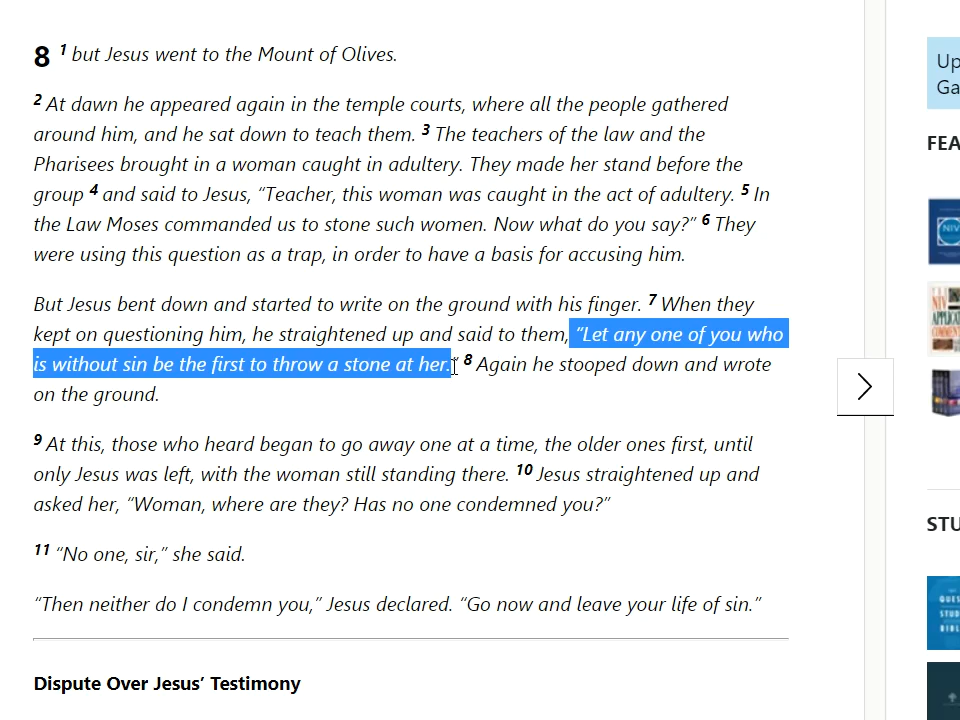 8 1 but Jesus went to the Mount of Olives.
2 At dawn he appeared again in the temple courts, where all the people gathered
around him, and he sat down to teach them. 3 The teachers of the law and the
Pharisees brought in a woman caught in adultery. They made her stand before the
group 4 and said to Jesus, “Teacher, this woman was caught in the act of adultery. 5 In
the Law Moses commanded us to stone such women. Now what do you say?” 6 They
were using this question as a trap, in order to have a basis for accusing him.
But Jesus bent down and started to write on the ground with his finger. 7 When they
kept on questioning him, he straightened up and said to them, “Let any one of you who
is without sin be the first to throw a stone at her.” 8 Again he stooped down and wrote
on the ground.
9 At this, those who heard began to go away one at a time, the older ones first, until
only Jesus was left, with the woman still standing there. 10 Jesus straightened up and
asked her, “Woman, where are they? Has no one condemned you?”
11 “No one, sir,” she said.
“Then neither do I condemn you,” Jesus declared. “Go now and leave your life of sin.”
Dispute Over Jesus’ Testimony
Up
Ga
FEA
NIV
NIV
STU